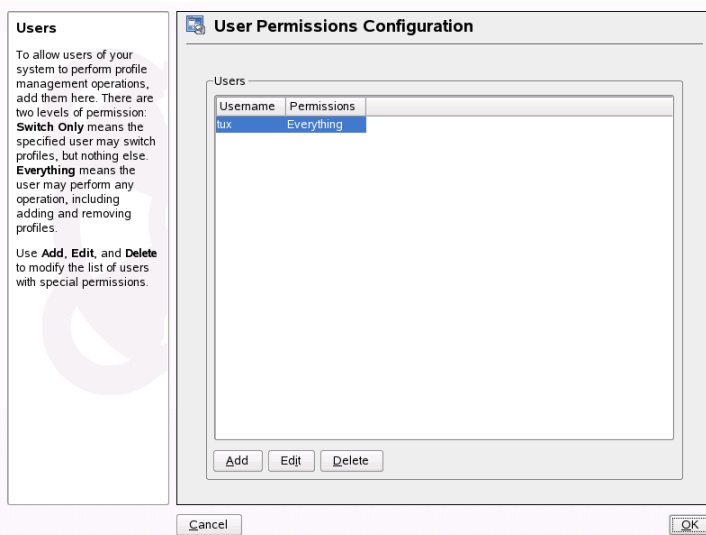 Users
To allow users of your
system to perform profile
management operations,
add them here. There are
two levels of permission:
Switch Only means the
specified user may switch
profiles, but nothing else.
Everything means the
user may perform any
operation, including
adding and removing
profiles.
Use Add, Edit, and Delete
to modify the list of users
with special permissions.
User Permissions Configuration
Users
Username Permissions
tux Everything
Add Edit Delete
Cancel OK